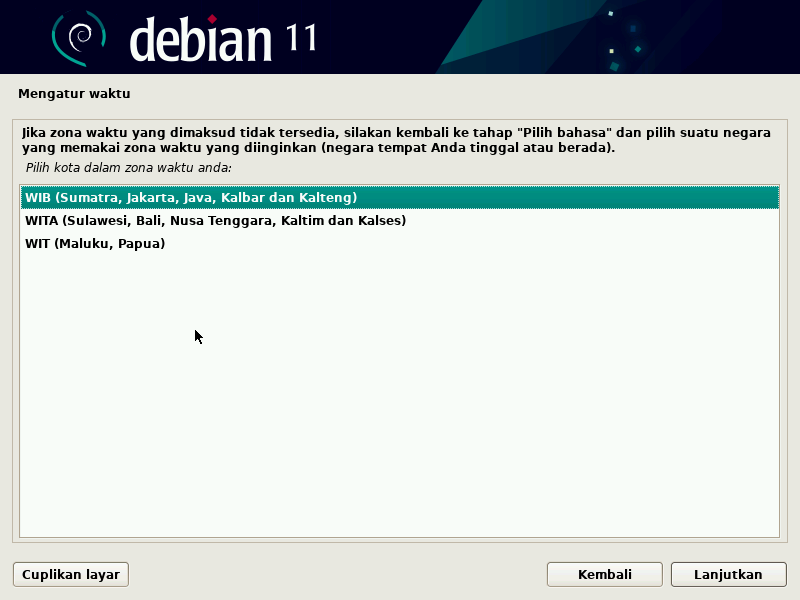 debian 11
Mengatur waktu
Jika zona waktu yang dimaksud tidak tersedia, silakan kembali ke tahap "Pilih bahasa" dan pilih suatu negara
yang memakai zona waktu yang diinginkan (negara tempat Anda tinggal atau berada).
Pilih kota dalam zona waktu anda:
WIB (Sumatra, Jakarta, Java, Kalbar dan Kalteng)
WITA (Sulawesi, Bali, Nusa Tenggara, Kaltim dan Kalses)
WIT (Maluku, Papua)
Cuplikan layar
Kembali
Lanjutkan